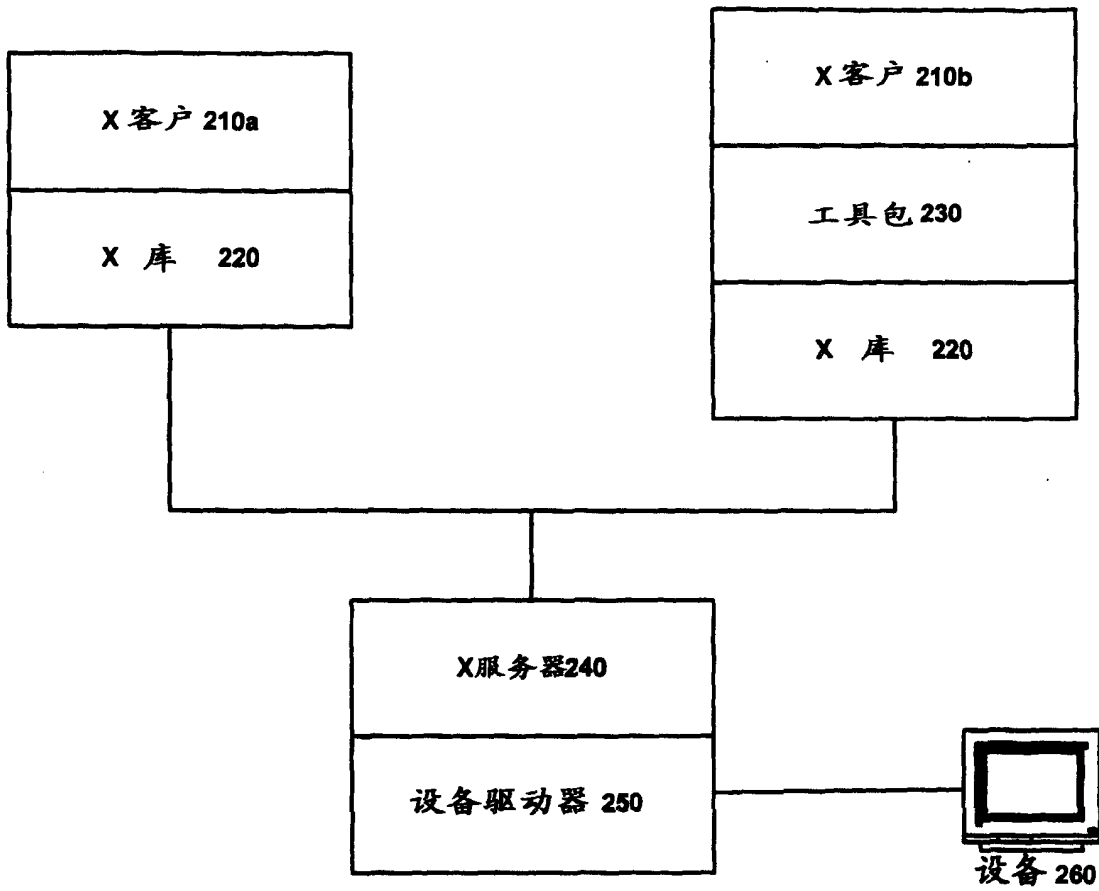 X 客户 210a
X 库 220
X 客户 210b
工具包 230
X 库 220
X服务器240
设备驱动器 250
设备 260